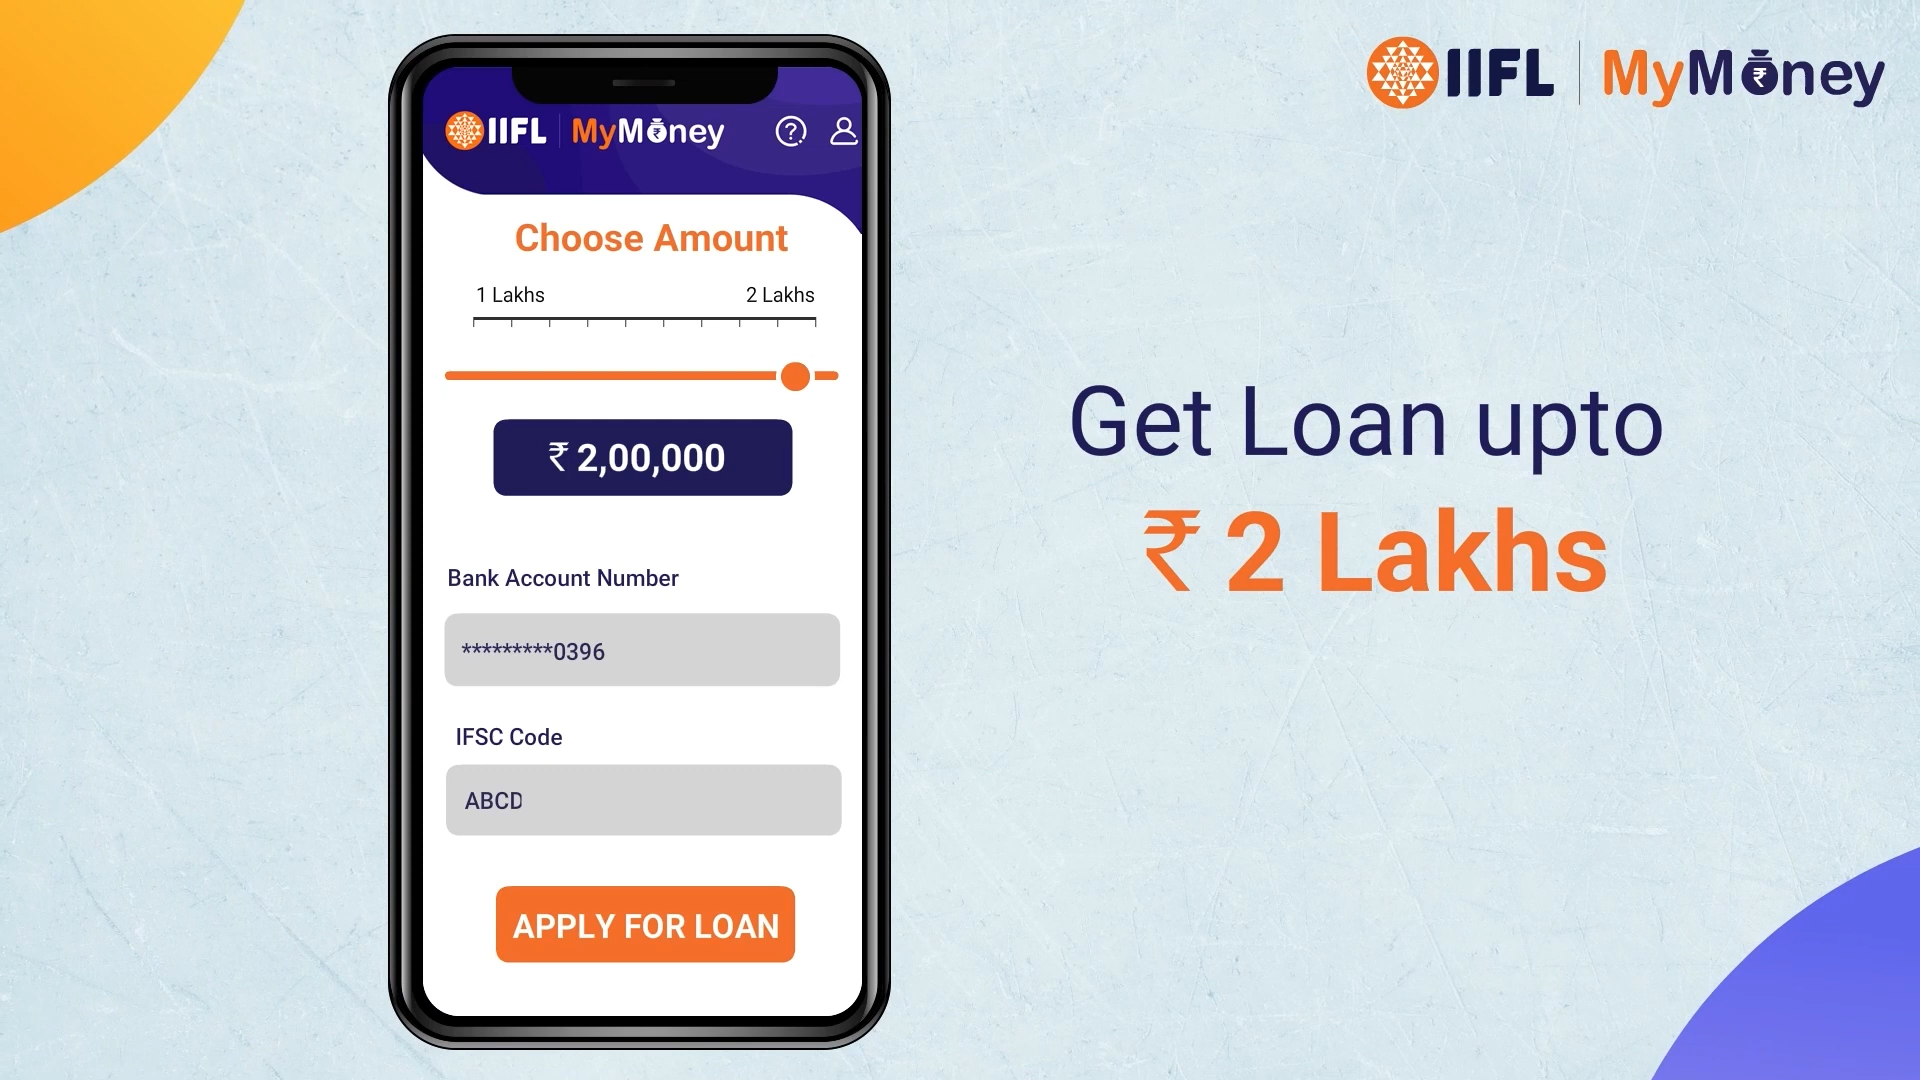 IIFL | MyMoney
IIFL | MyMoney
Choose Amount
1 Lakhs 2 Lakhs
₹ 2,00,000
Bank Account Number
*********0396
IFSC Code
ABCD
APPLY FOR LOAN
Get Loan upto
₹ 2 Lakhs